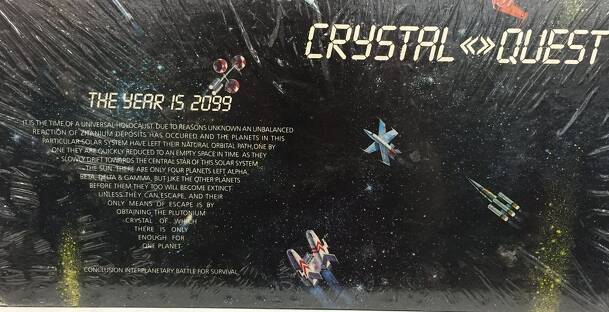 CRYSTAL «» QUEST
THE YEAR IS 2099
IT IS THE TIME OF A UNIVERSAL HOLOCAUST. DUE TO REASONS UNKNOWN AN UNBALANCED
REACTION OF ZITANIUM DEPOSITS HAS OCCURED, AND THE PLANETS IN THIS
PARTICULAR SOLAR SYSTEM HAVE LEFT THEIR NATURAL ORBITAL PATH, ONE BY
ONE THEY ARE QUICKLY REDUCED TO AN EMPTY SPACE IN TIME. AS THEY
SLOWLY DRIFT TOWARDS THE CENTRAL STAR OF THIS SOLAR SYSTEM
THE SUN. THERE ARE ONLY FOUR PLANETS LEFT ALPHA,
BETA, DELTA & GAMMA, BUT LIKE THE OTHER PLANETS
BEFORE THEM THEY TOO WILL BECOME EXTINCT
UNLESS THEY CAN ESCAPE, AND THEIR
ONLY MEANS OF ESCAPE IS BY
OBTAINING THE PLUTONIUM
CRYSTAL OF WHICH
THERE IS ONLY
ENOUGH FOR
ONE PLANET.
CONCLUSION INTERPLANETARY BATTLE FOR SURVIVAL